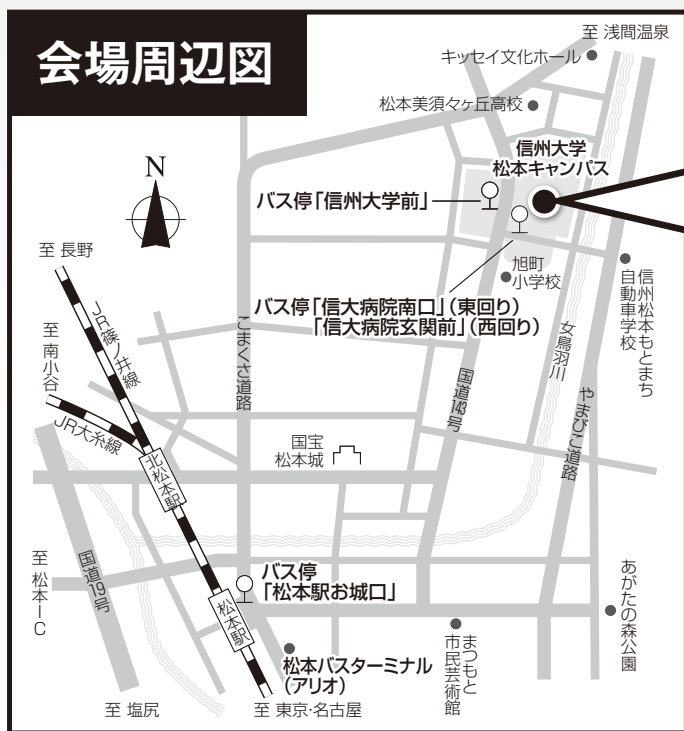 会場周辺図
至 浅間温泉
キッセイ文化ホール
松本美須々ヶ丘高校
信州大学
松本キャンパス
N
バス停「信州大学前」
至 長野
旭町
小学校
信州松本もとまち
自動車学校
バス停「信大病院南口」(東回り)
「信大病院玄関前」(西回り)
JR篠ノ井線
至 南小谷
こまくさ道路
女鳥羽川
国道143号
やまびこ道路
JR大糸線
国宝
松本城
北松本駅
至 松本IC
国道19号
バス停
「松本駅お城口」
あがたの森公園
松本駅
松本バスターミナル
(アリオ)
まつもと
市民芸術館
至 塩尻
至 東京・名古屋